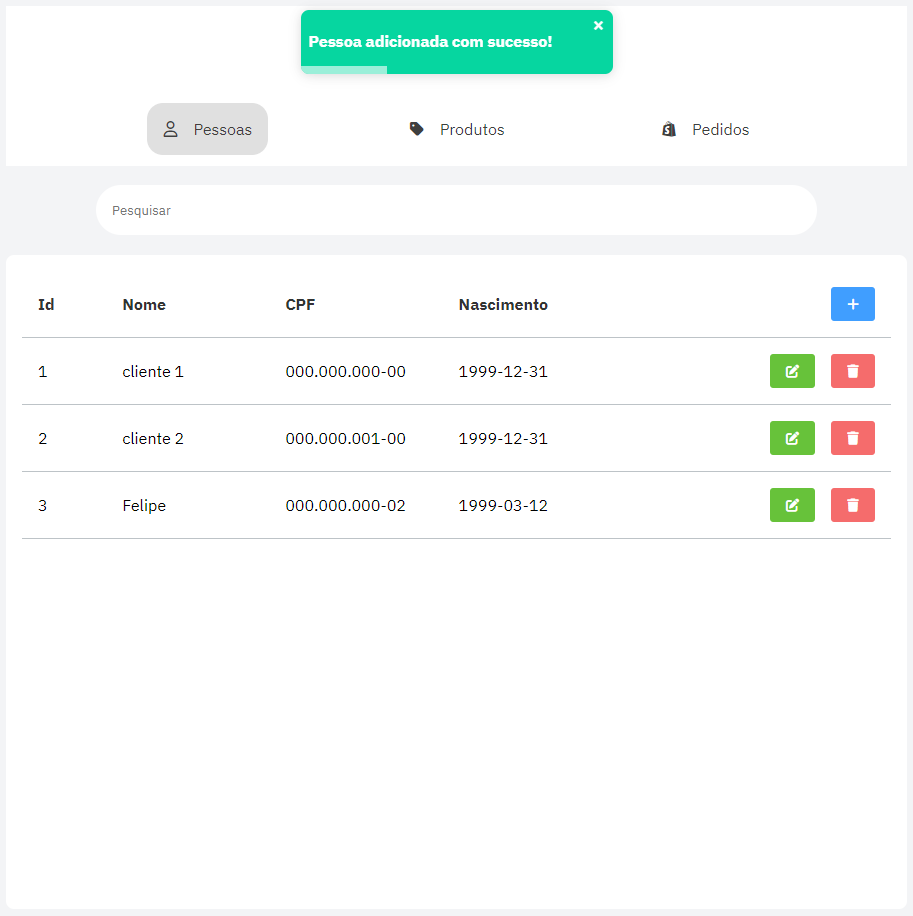 Pessoa adicionada com sucesso!
Pessoas Produtos Pedidos
Pesquisar
Id Nome CPF Nascimento
1 cliente 1 000.000.000-00 1999-12-31
2 cliente 2 000.000.001-00 1999-12-31
3 Felipe 000.000.000-02 1999-03-12